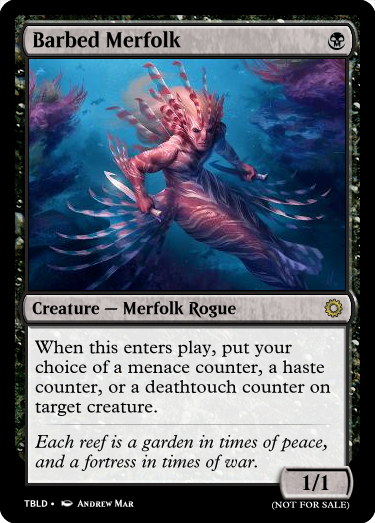 Barbed Merfolk
Creature — Merfolk Rogue
When this enters play, put your
choice of a menace counter, a haste
counter, or a deathtouch counter on
target creature.
Each reef is a garden in times of peace,
and a fortress in times of war.
1/1
TBLD • Andrew Mar
(NOT FOR SALE)